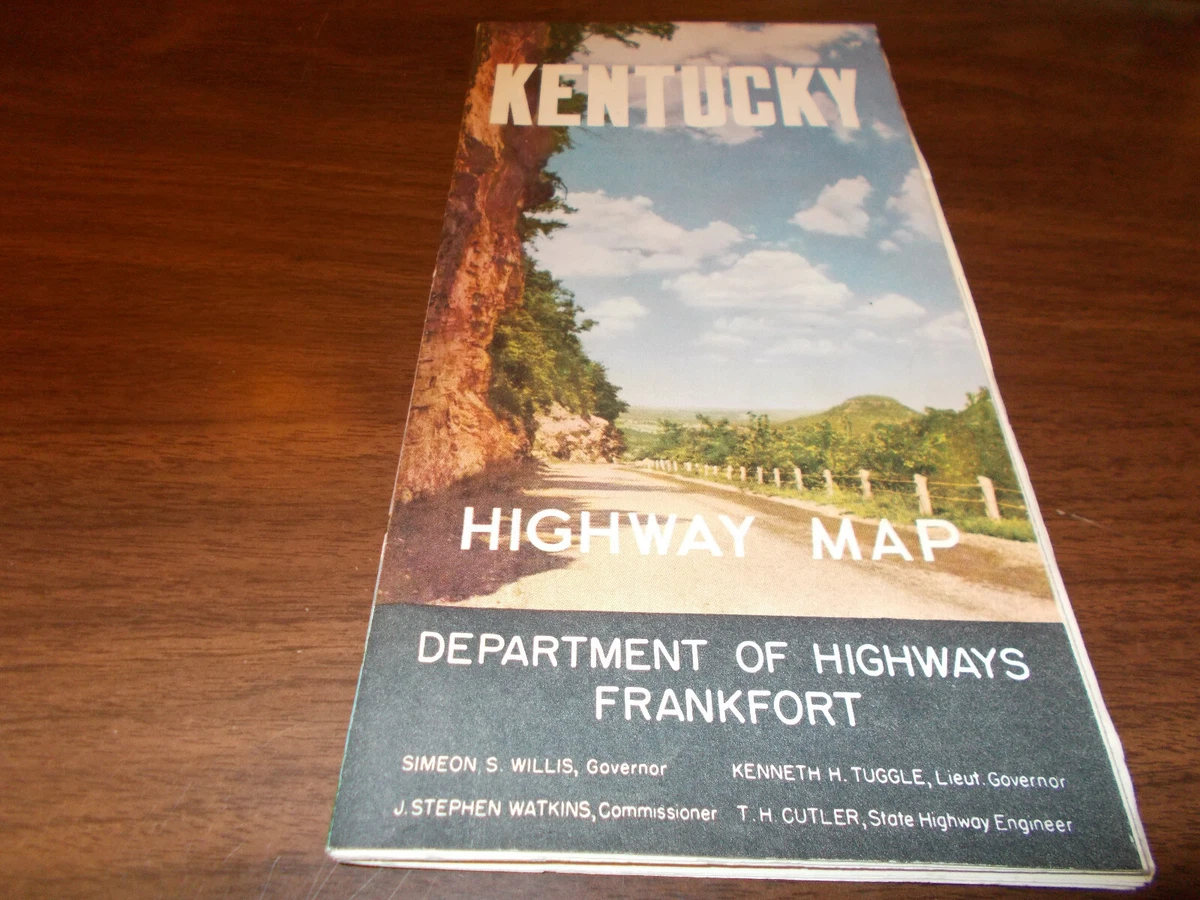 KENTUCKY
HIGHWAY MAP
DEPARTMENT OF HIGHWAYS
FRANKFORT
SIMEON S. WILLIS, Governor
KENNETH H. TUGGLE, Lieut. Governor
J. STEPHEN WATKINS, Commissioner
T. H. CUTLER, State Highway Engineer